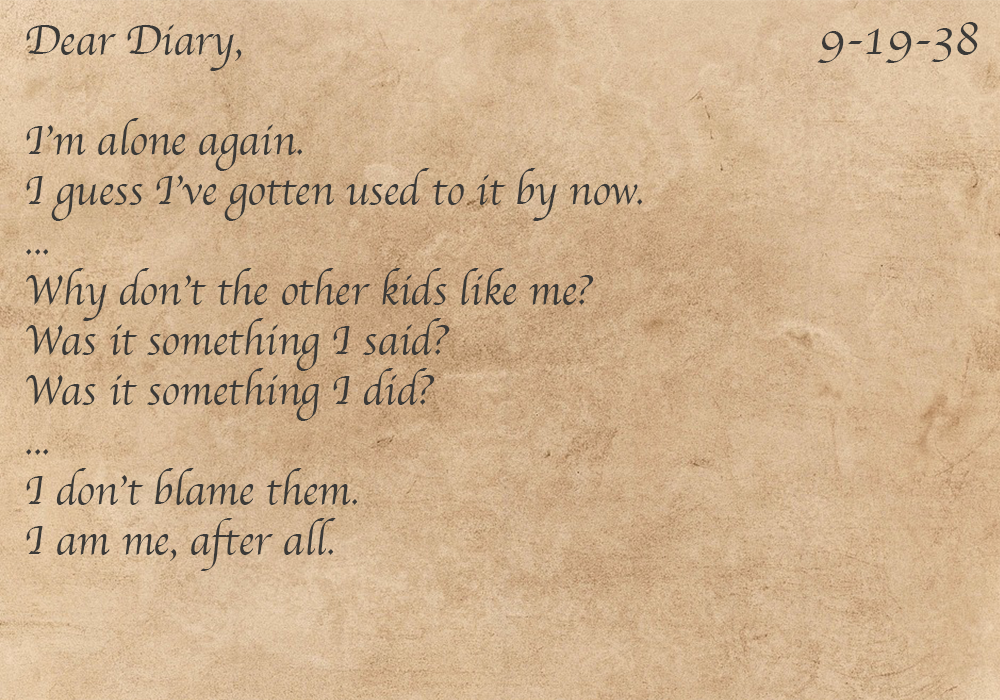 Dear Diary, 9-19-38
I'm alone again.
I guess I've gotten used to it by now.
...
Why don't the other kids like me?
Was it something I said?
Was it something I did?
...
I don't blame them.
I am me, after all.